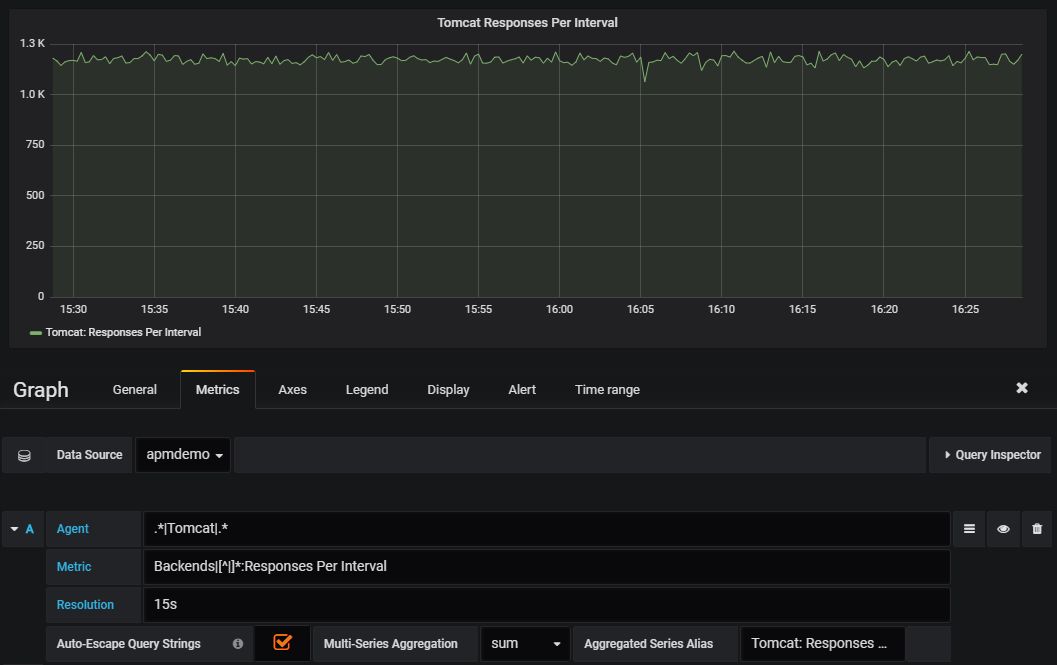 Tomcat Responses Per Interval
1.3 K
1.0 K
750
500
250
0
15:30 15:35 15:40 15:45 15:50 15:55 16:00 16:05 16:10 16:15 16:20 16:25
Tomcat: Responses Per Interval
Graph General Metrics Axes Legend Display Alert Time range
Data Source apmdemo Query Inspector
A Agent .*|Tomcat|.*
Metric Backends|[^|]*:Responses Per Interval
Resolution 15s
Auto-Escape Query Strings Multi-Series Aggregation sum Aggregated Series Alias Tomcat: Responses ...